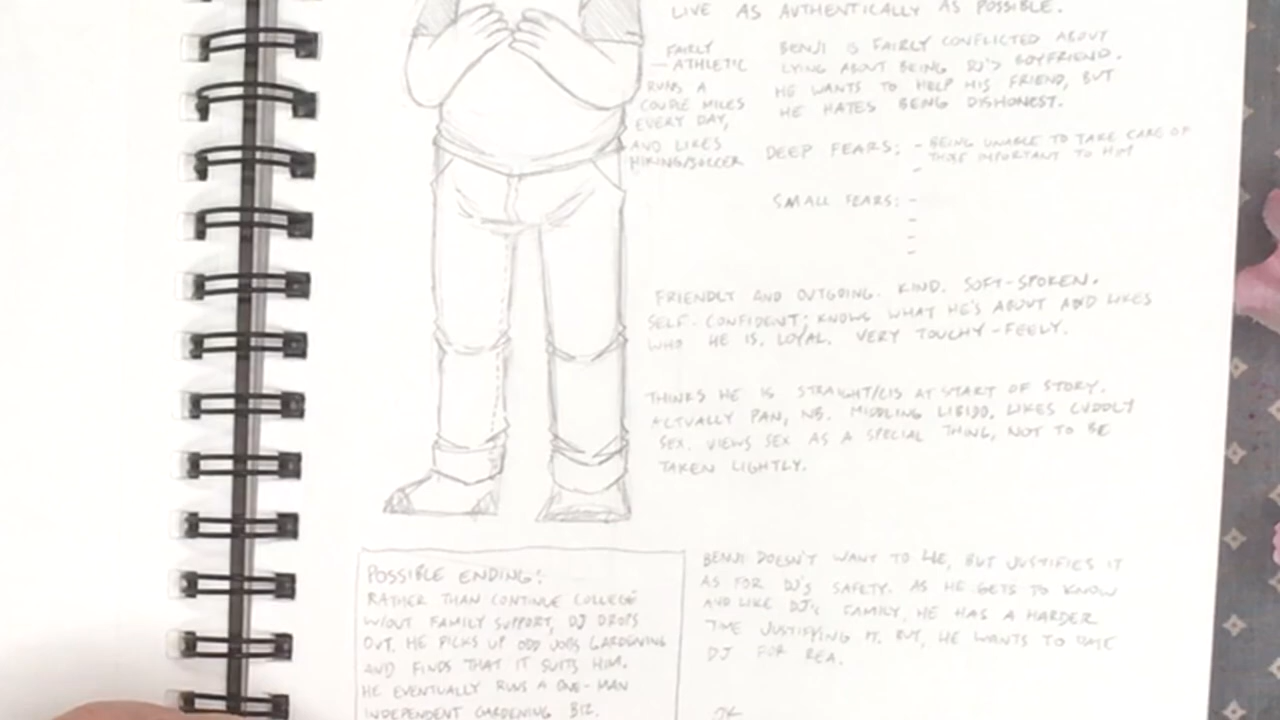 LIVE AS AUTHENTICALLY AS POSSIBLE.
FAIRLY
— ATHLETIC
RUNS A
COUPLE MILES
EVERY DAY,
AND LIKES
HIKING/SOCCER
BENJI IS FAIRLY CONFLICTED ABOUT
LYING ABOUT BEING DJ'S BOYFRIEND.
HE WANTS TO HELP HIS FRIEND, BUT
HE HATES BEING DISHONEST.
DEEP FEARS: - BEING UNABLE TO TAKE CARE OF
THOSE IMPORTANT TO HIM
-
SMALL FEARS: -
-
-
-
FRIENDLY AND OUTGOING. KIND. SOFT-SPOKEN.
SELF-CONFIDENT; KNOWS WHAT HE'S ABOUT AND LIKES
WHO HE IS. LOYAL. VERY TOUCHY-FEELY.
THINKS HE IS STRAIGHT/CIS AT START OF STORY.
ACTUALLY PAN, NB. MIDDLING LIBIDO. LIKES CUDDLY
SEX. VIEWS SEX AS A SPECIAL THING, NOT TO BE
TAKEN LIGHTLY.
POSSIBLE ENDING:
RATHER THAN CONTINUE COLLEGE
W/OUT FAMILY SUPPORT, DJ DROPS
OUT. HE PICKS UP ODD JOBS GARDENING
AND FINDS THAT IT SUITS HIM.
HE EVENTUALLY RUNS A ONE-MAN
INDEPENDENT GARDENING BIZ.
BENJI DOESN'T WANT TO LIE, BUT JUSTIFIES IT
AS FOR DJ'S SAFETY. AS HE GETS TO KNOW
AND LIKE DJ'S FAMILY, HE HAS A HARDER
TIME JUSTIFYING IT. BUT, HE WANTS TO DATE
DJ FOR REA.